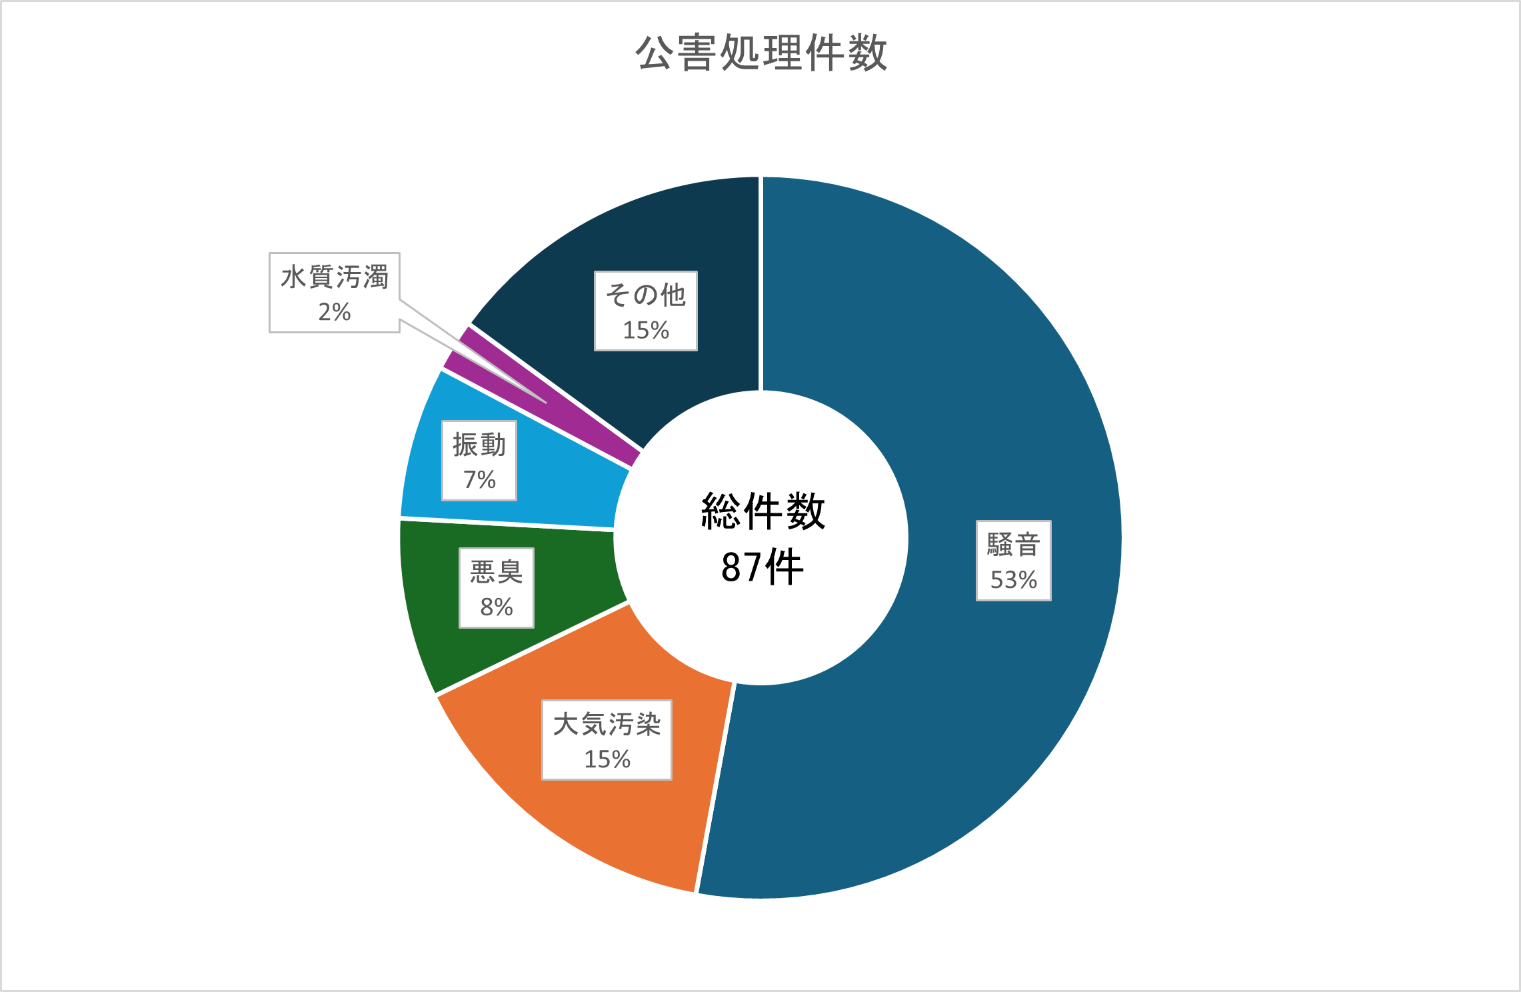 公害処理件数
水質汚濁
2%
その他
15%
振動
7%
総件数
87件
騒音
53%
悪臭
8%
大気汚染
15%